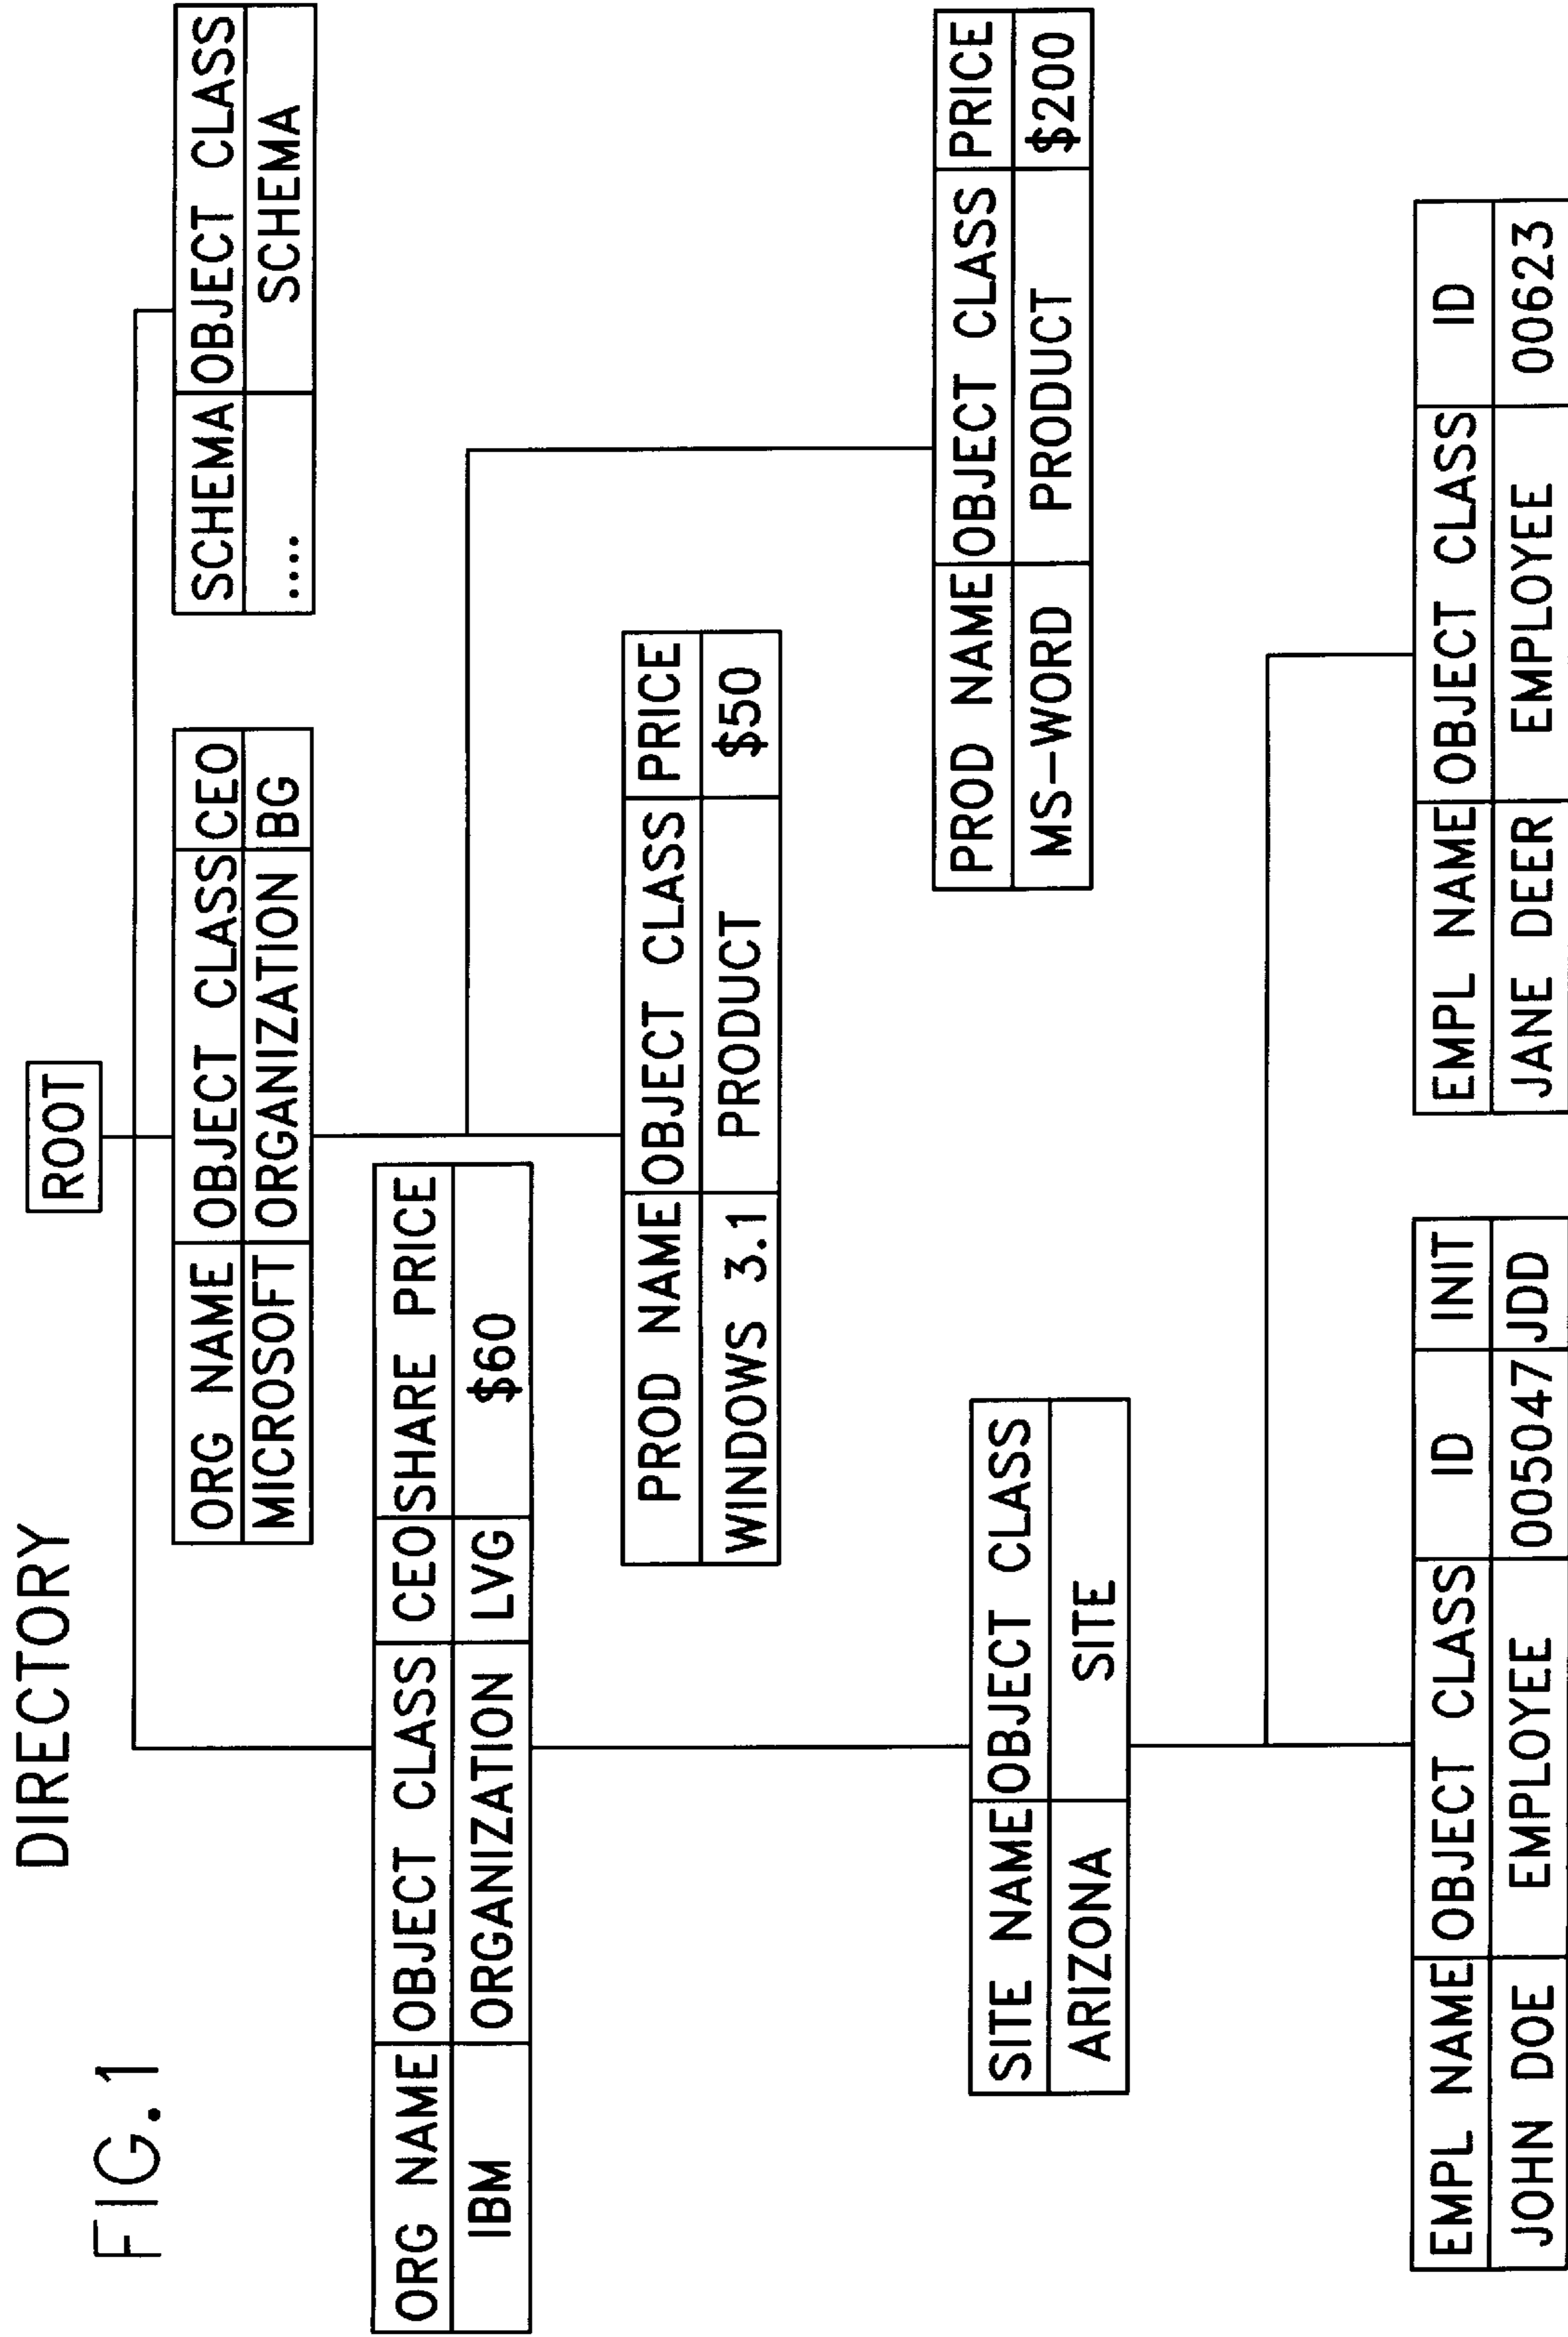 FIG. 1
DIRECTORY
ROOT
ORG NAME OBJECT CLASS CEO
MICROSOFT ORGANIZATION BG
SCHEMA OBJECT CLASS
.... SCHEMA
ORG NAME OBJECT CLASS CEO SHARE PRICE
IBM ORGANIZATION LVG $60
PROD NAME OBJECT CLASS PRICE
WINDOWS 3.1 PRODUCT $50
PROD NAME OBJECT CLASS PRICE
MS-WORD PRODUCT $200
SITE NAME OBJECT CLASS
ARIZONA SITE
EMPL NAME OBJECT CLASS ID INIT
JOHN DOE EMPLOYEE 005047 JDD
EMPL NAME OBJECT CLASS ID
JANE DEER EMPLOYEE 00623